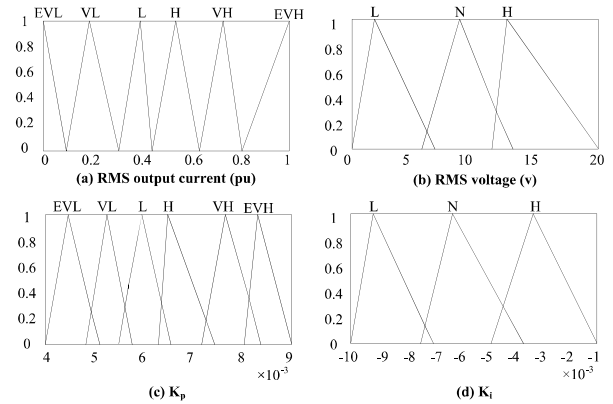 EVL VL L H VH EVH
1
0.8
0.6
0.4
0.2
0
0 0.2 0.4 0.6 0.8 1
(a) RMS output current (pu)
L N H
1
0.8
0.6
0.4
0.2
0
0 5 10 15 20
(b) RMS voltage (v)
EVL VL L H VH EVH
1
0.8
0.6
0.4
0.2
0
4 5 6 7 8 9
×10⁻³
(c) Kₚ
L N H
1
0.8
0.6
0.4
0.2
0
-10 -9 -8 -7 -6 -5 -4 -3 -2 -1
×10⁻³
(d) Kᵢ